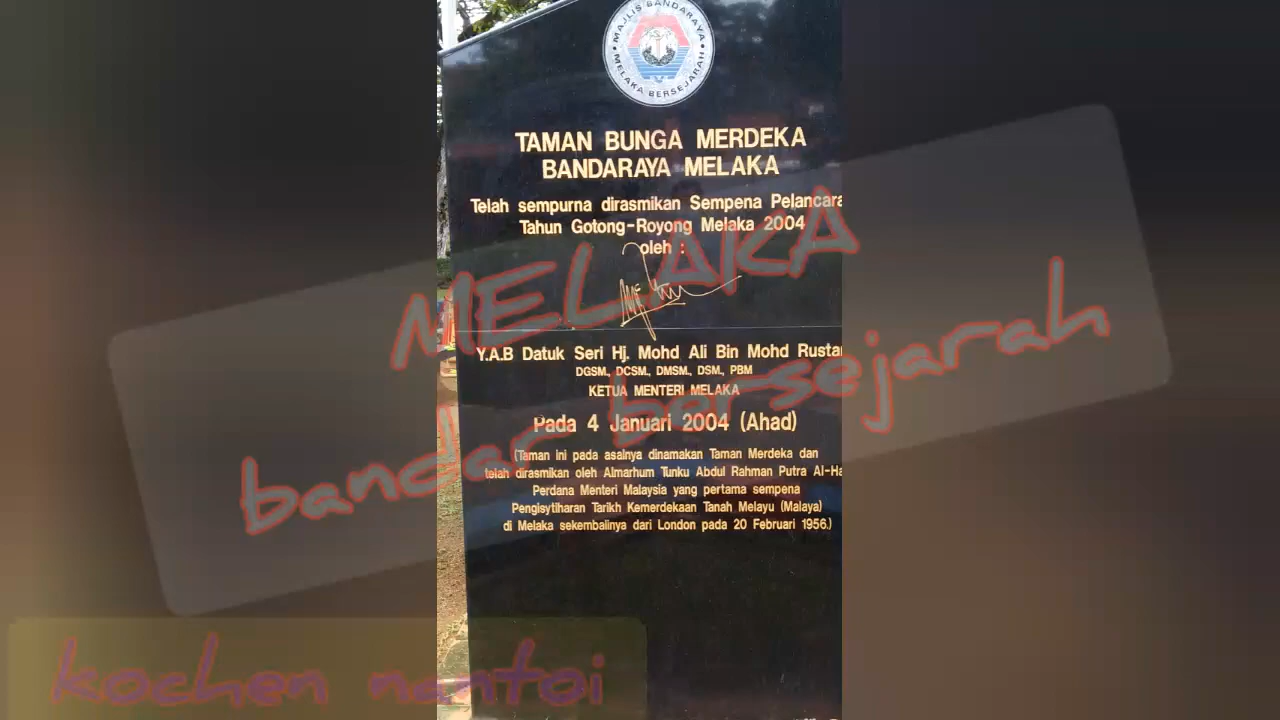 MAJLIS BANDARAYA
MELAKA BERSEJARAH
TAMAN BUNGA MERDEKA
BANDARAYA MELAKA
Telah sempurna dirasmikan Sempena Pelancara
Tahun Gotong-Royong Melaka 2004
oleh :
Y.A.B Datuk Seri Hj. Mohd Ali Bin Mohd Rusta
DGSM., DCSM., DMSM., DSM., PBM
KETUA MENTERI MELAKA
Pada 4 Januari 2004 (Ahad)
(Taman ini pada asalnya dinamakan Taman Merdeka dan
telah dirasmikan oleh Almarhum Tunku Abdul Rahman Putra Al-Ha
Perdana Menteri Malaysia yang pertama sempena
Pengisytiharan Tarikh Kemerdekaan Tanah Melayu (Malaya)
di Melaka sekembalinya dari London pada 20 Februari 1956.)
MELAKA
bandar bersejarah
kochen nantoi